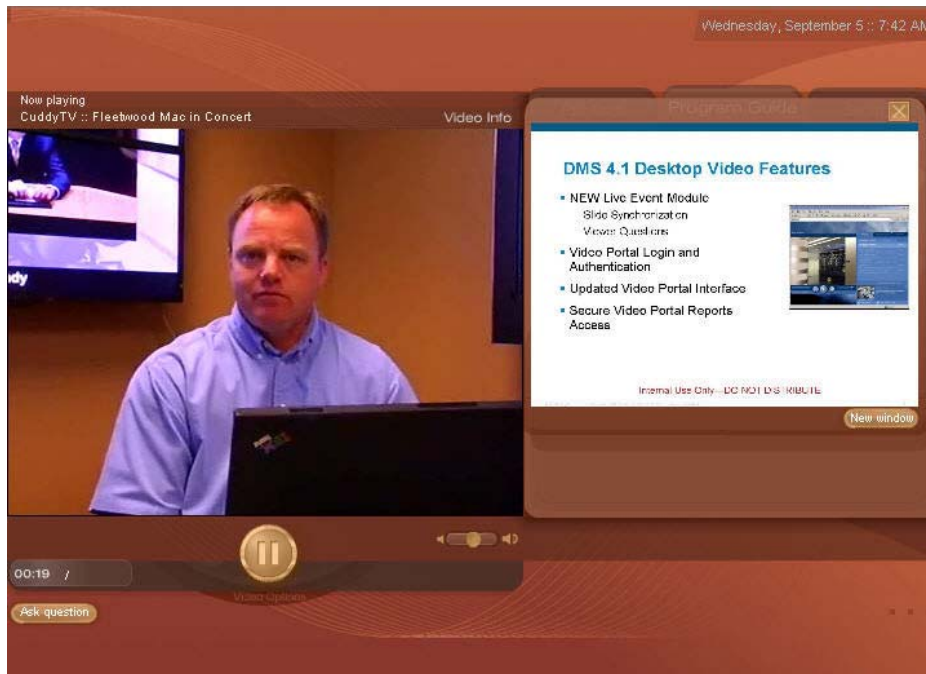 Wednesday, September 5 :: 7:42 AM
Now playing
CuddyTV :: Fleetwood Mac in Concert
Video Info
Program Guide
DMS 4.1 Desktop Video Features
NEW Live Event Module
Slide Synchronization
Viewer Questions
Video Portal Login and
Authentication
Updated Video Portal Interface
Secure Video Portal Reports
Access
Internal Use Only—DO NOT DISTRIBUTE
New window
dy
00:19 /
Video Options
Ask question